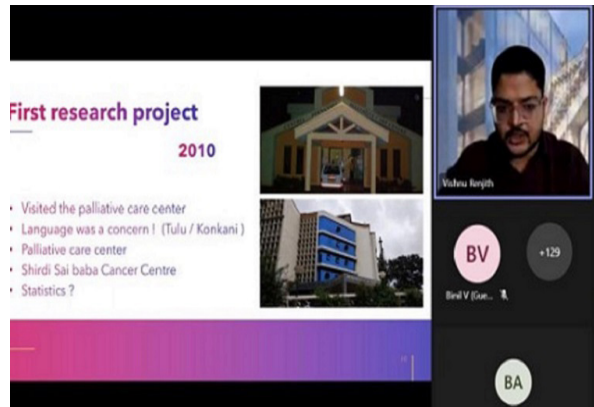 First research project
2010
• Visited the palliative care center
• Language was a concern ! (Tulu / Konkani )
• Palliative care center
• Shirdi Sai baba Cancer Centre
• Statistics ?
Vishnu Renjith
BV
+129
Binil V (Gue...
BA